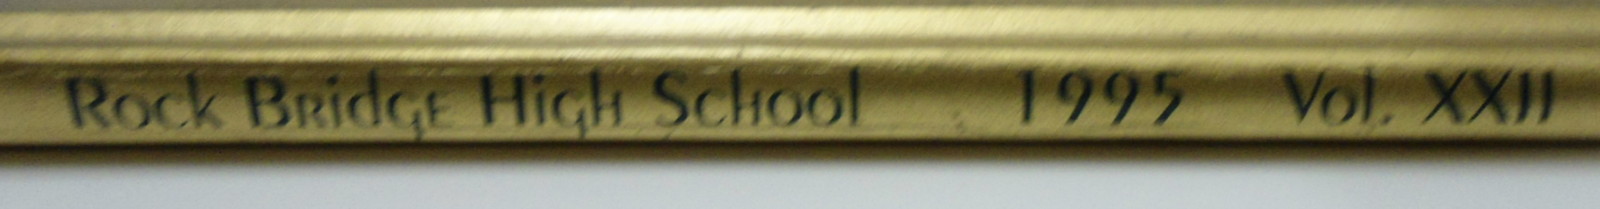 Rock Bridge High School 1995 Vol. XXII